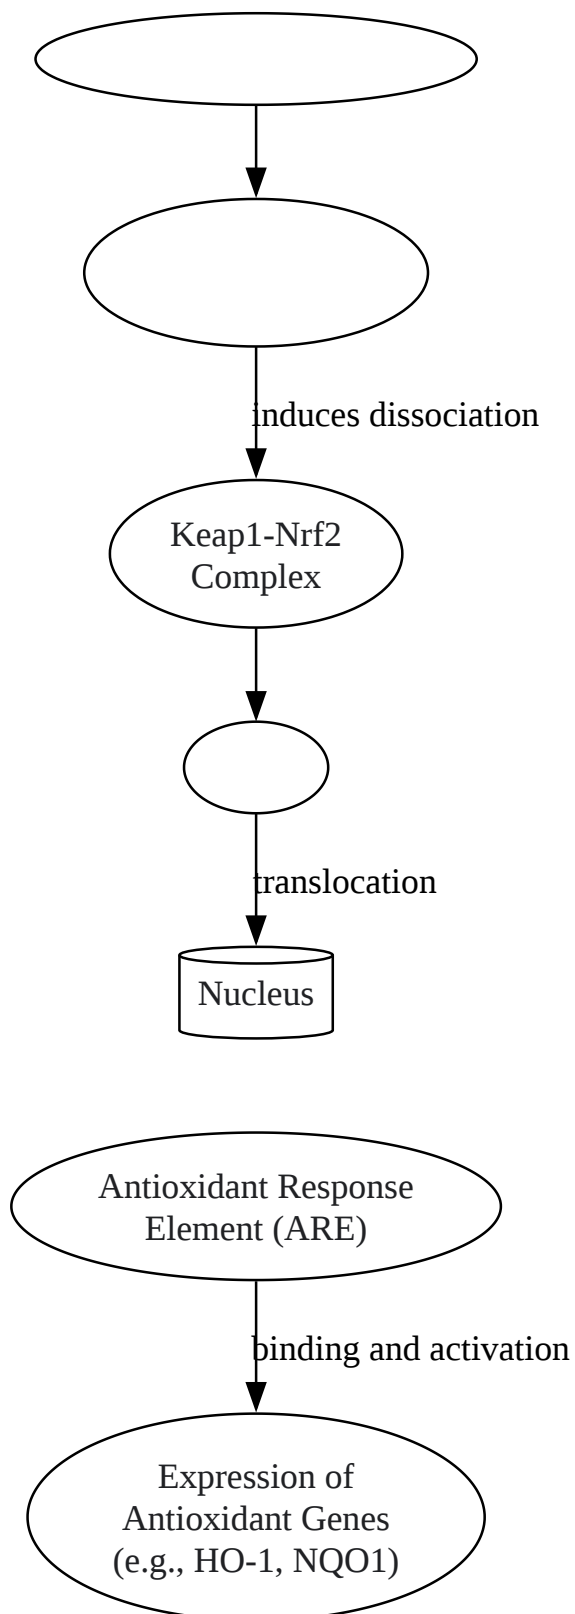 induces dissociation
Keap1-Nrf2
Complex
translocation
Nucleus
Antioxidant Response
Element (ARE)
binding and activation
Expression of
Antioxidant Genes
(e.g., HO-1, NQO1)